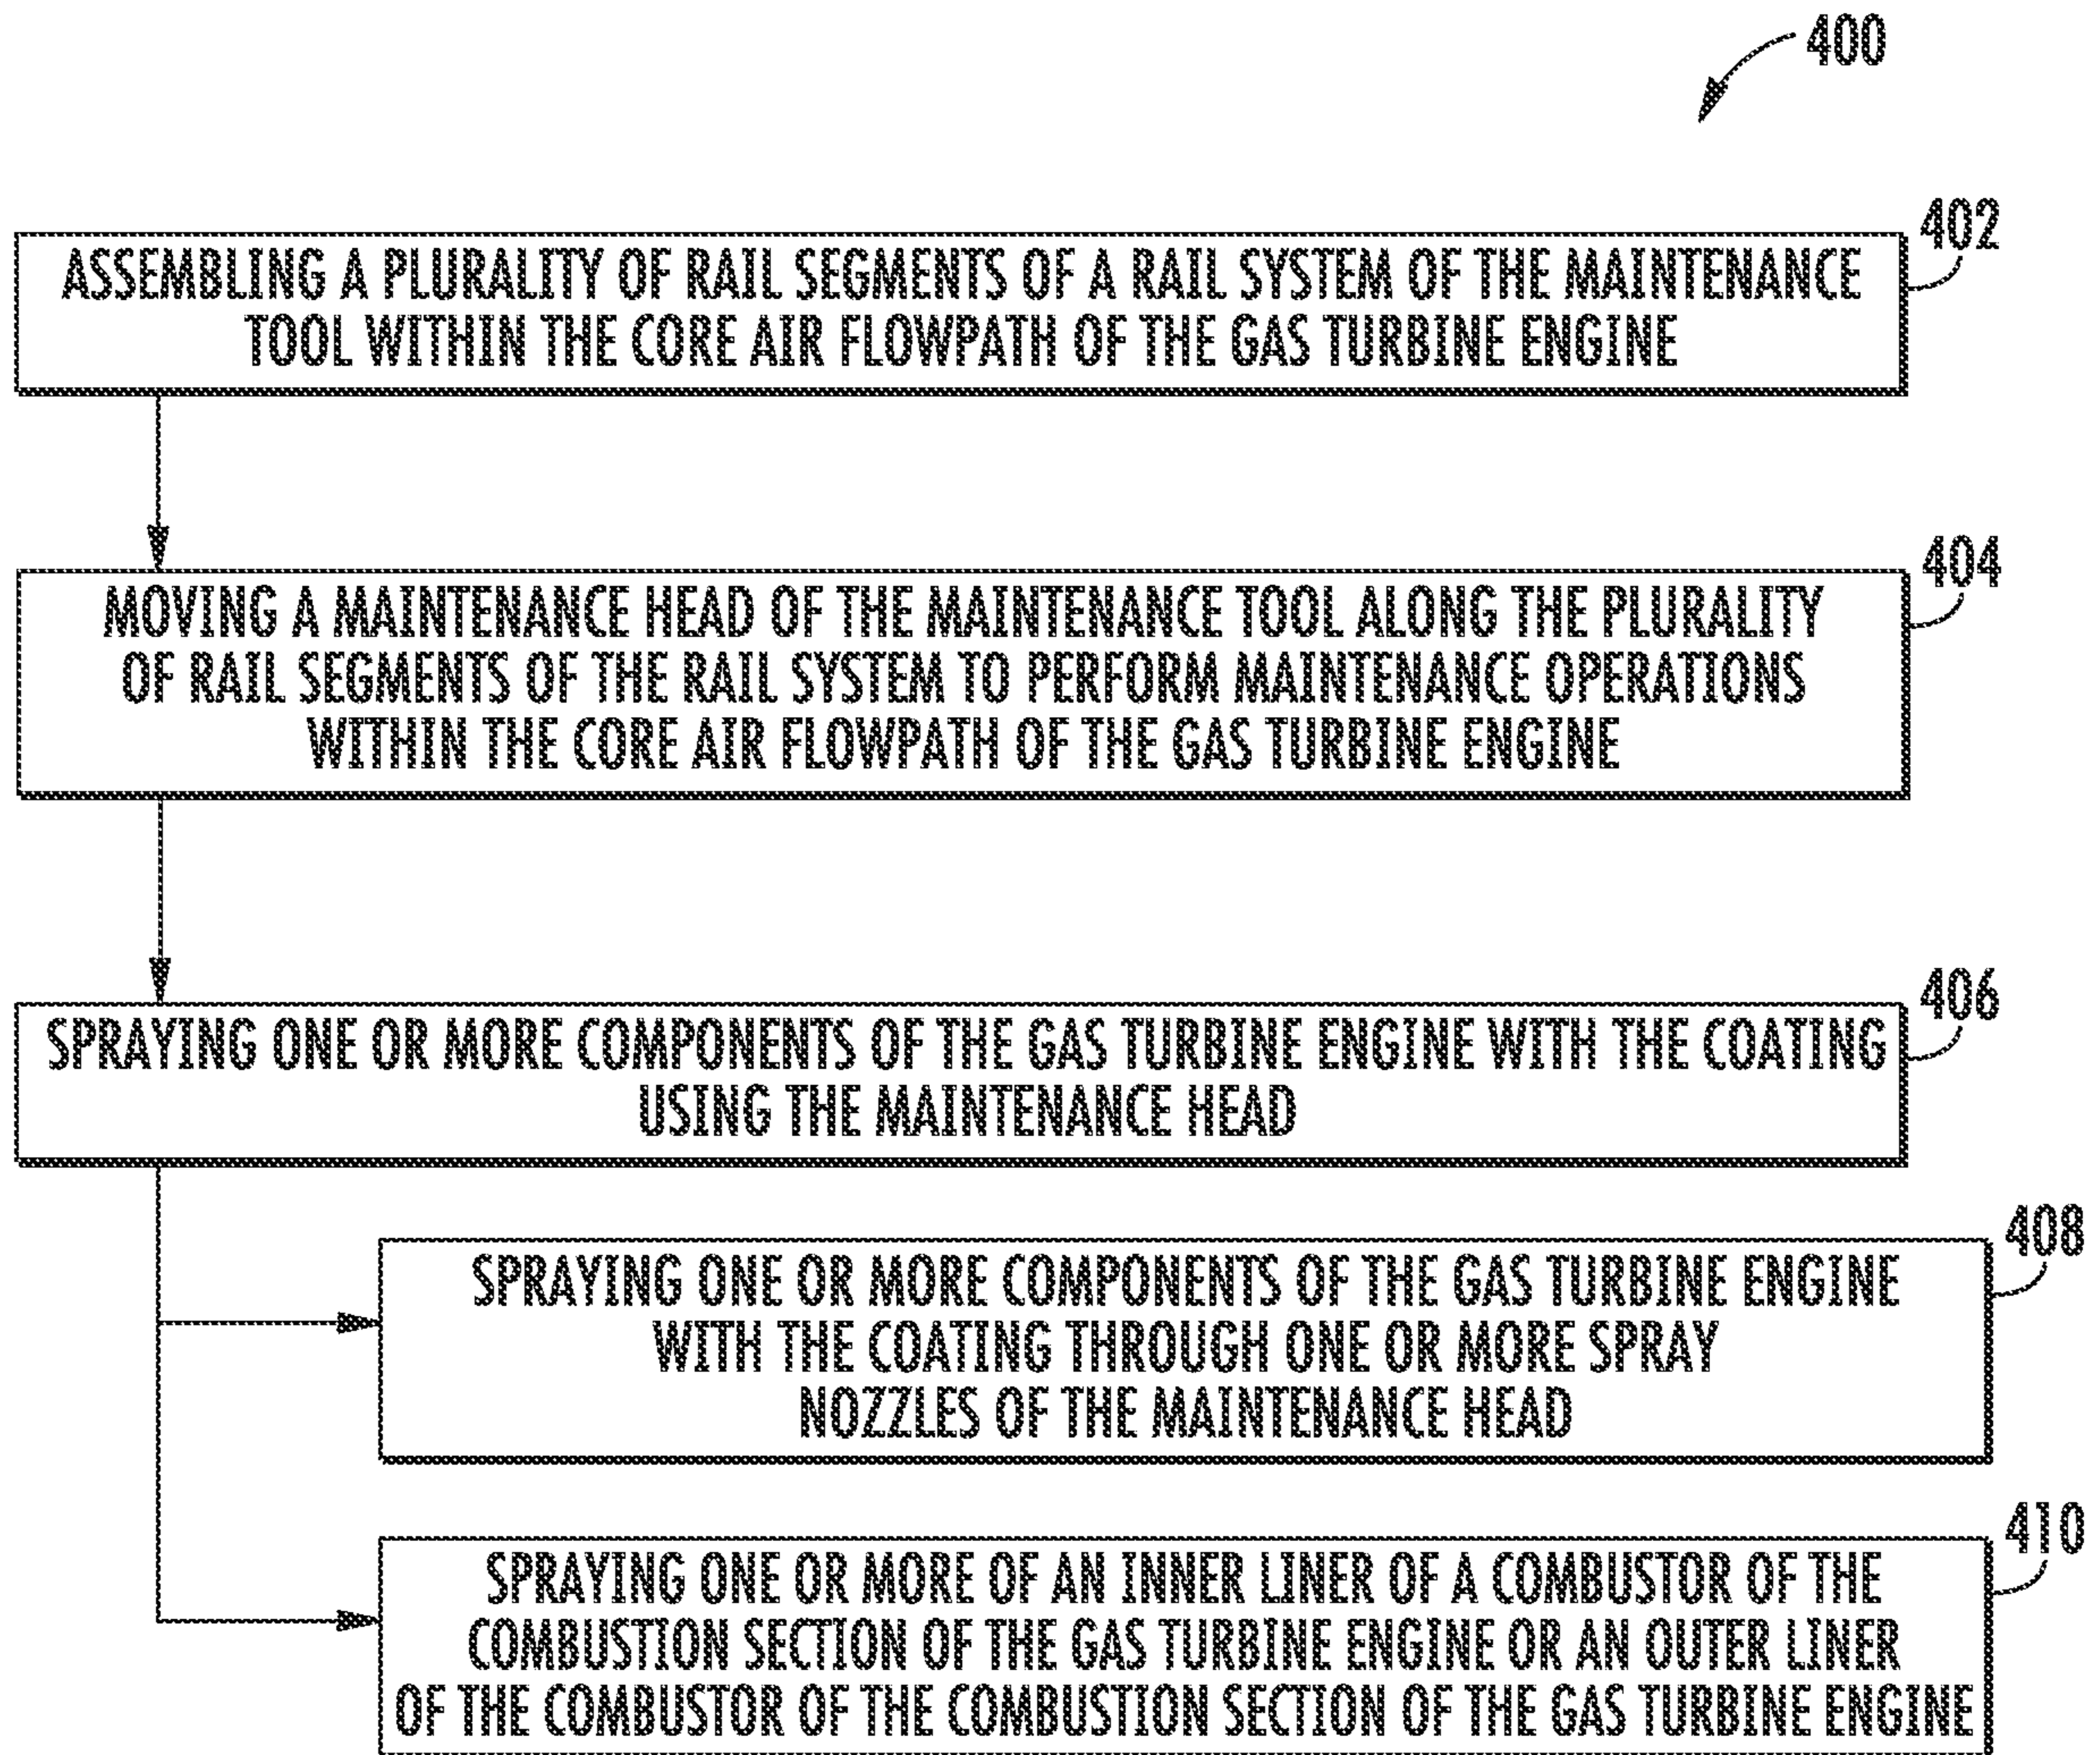 400
402
ASSEMBLING A PLURALITY OF RAIL SEGMENTS OF A RAIL SYSTEM OF THE MAINTENANCE
TOOL WITHIN THE CORE AIR FLOWPATH OF THE GAS TURBINE ENGINE
404
MOVING A MAINTENANCE HEAD OF THE MAINTENANCE TOOL ALONG THE PLURALITY
OF RAIL SEGMENTS OF THE RAIL SYSTEM TO PERFORM MAINTENANCE OPERATIONS
WITHIN THE CORE AIR FLOWPATH OF THE GAS TURBINE ENGINE
406
SPRAYING ONE OR MORE COMPONENTS OF THE GAS TURBINE ENGINE WITH THE COATING
USING THE MAINTENANCE HEAD
408
SPRAYING ONE OR MORE COMPONENTS OF THE GAS TURBINE ENGINE
WITH THE COATING THROUGH ONE OR MORE SPRAY
NOZZLES OF THE MAINTENANCE HEAD
410
SPRAYING ONE OR MORE OF AN INNER LINER OF A COMBUSTOR OF THE
COMBUSTION SECTION OF THE GAS TURBINE ENGINE OR AN OUTER LINER
OF THE COMBUSTOR OF THE COMBUSTION SECTION OF THE GAS TURBINE ENGINE